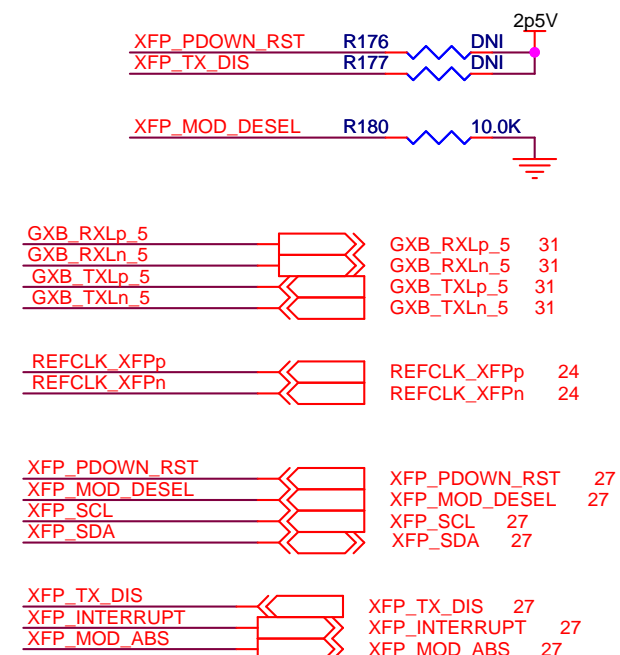 2p5V
XFP_PDOWN_RST R176 DNI
XFP_TX_DIS R177 DNI
XFP_MOD_DESEL R180 10.0K
GXB_RXLp_5 GXB_RXLp_5 31
GXB_RXLn_5 GXB_RXLn_5 31
GXB_TXLp_5 GXB_TXLp_5 31
GXB_TXLn_5 GXB_TXLn_5 31
REFCLK_XFPp REFCLK_XFPp 24
REFCLK_XFPn REFCLK_XFPn 24
XFP_PDOWN_RST XFP_PDOWN_RST 27
XFP_MOD_DESEL XFP_MOD_DESEL 27
XFP_SCL XFP_SCL 27
XFP_SDA XFP_SDA 27
XFP_TX_DIS XFP_TX_DIS 27
XFP_INTERRUPT XFP_INTERRUPT 27
XFP_MOD_ABS XFP_MOD_ABS 27